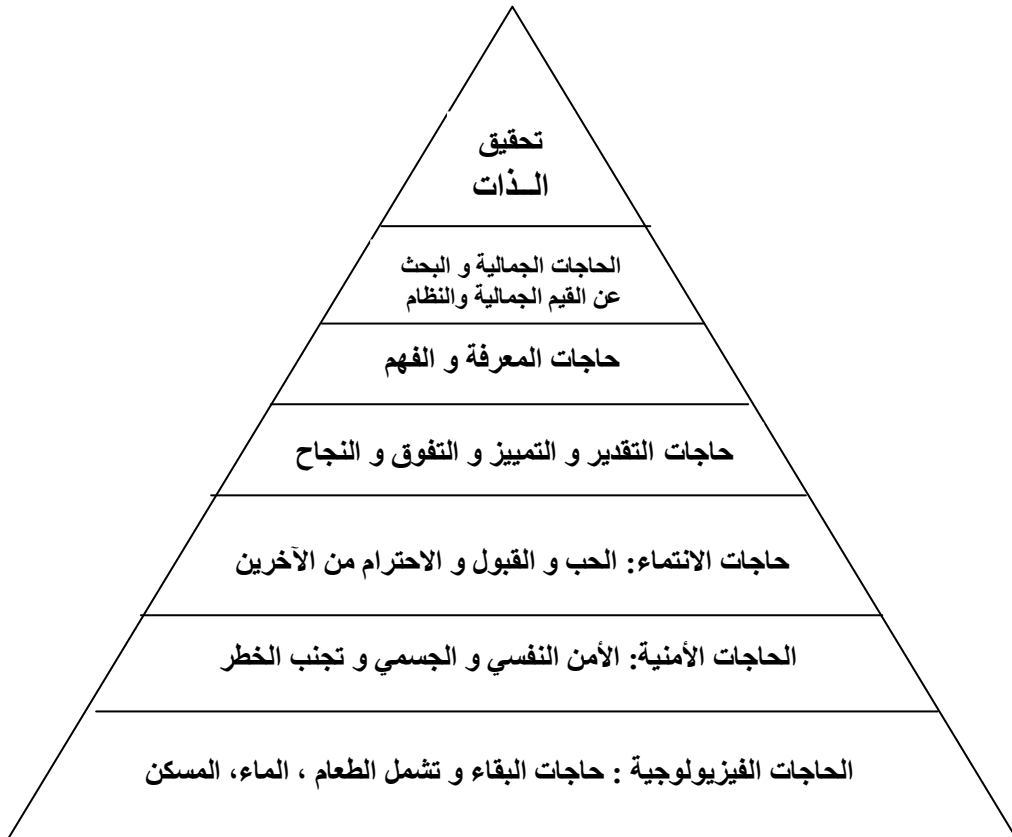 تحقيق
الــذات
الحاجات الجمالية و البحث
عن القيم الجمالية والنظام
حاجات المعرفة و الفهم
حاجات التقدير و التمييز و التفوق و النجاح
حاجات الانتماء: الحب و القبول و الاحترام من الآخرين
الحاجات الأمنية: الأمن النفسي و الجسمي و تجنب الخطر
الحاجات الفيزيولوجية : حاجات البقاء و تشمل الطعام ، الماء، المسكن